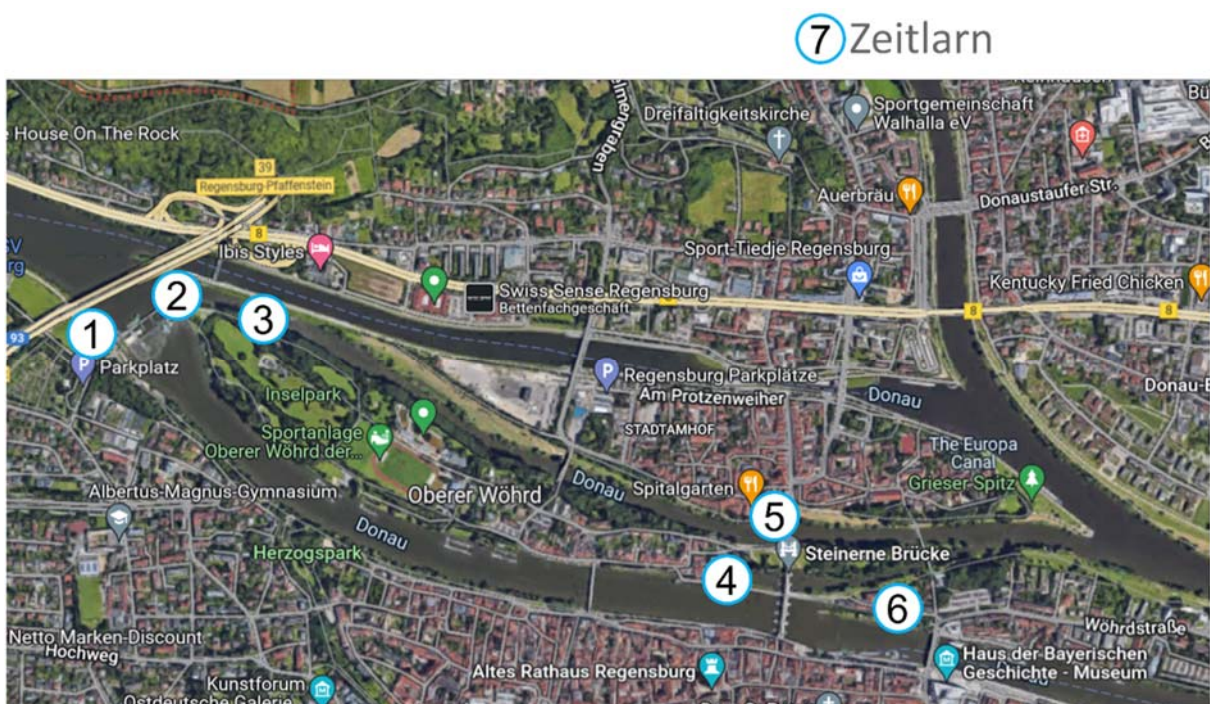 7 Zeitlarn
Dreifaltigkeitskirche
Sportgemeinschaft
Walhalla eV
House On The Rock
39
Regensburg-Pfaffenstein
Auerbräu
Donaustaufer Str.
8
Ibis Styles
Sport-Tiedje Regensburg
Kentucky Fried Chicken
2
Swiss Sense Regensburg
Bettenfachgeschäft
3
8
8
1
93
P Parkplatz
P Regensburg Parkplätze
Am Protzenweiher
Donau
Inselpark
STADTAMHOF
Sportanlage
Oberer Wöhrd der...
The Europa
Canal
Grieser-Spitz
Albertus-Magnus-Gymnasium
Oberer Wöhrd
Donau
Spitalgarten
5
Donau
Herzogspark
Steinerne Brücke
4
6
Netto Marken-Discount
Hochweg
Wöhrdstraße
Altes Rathaus Regensburg
Haus der Bayerischen
Geschichte - Museum
Kunstforum
Ostdeutsche Galerie